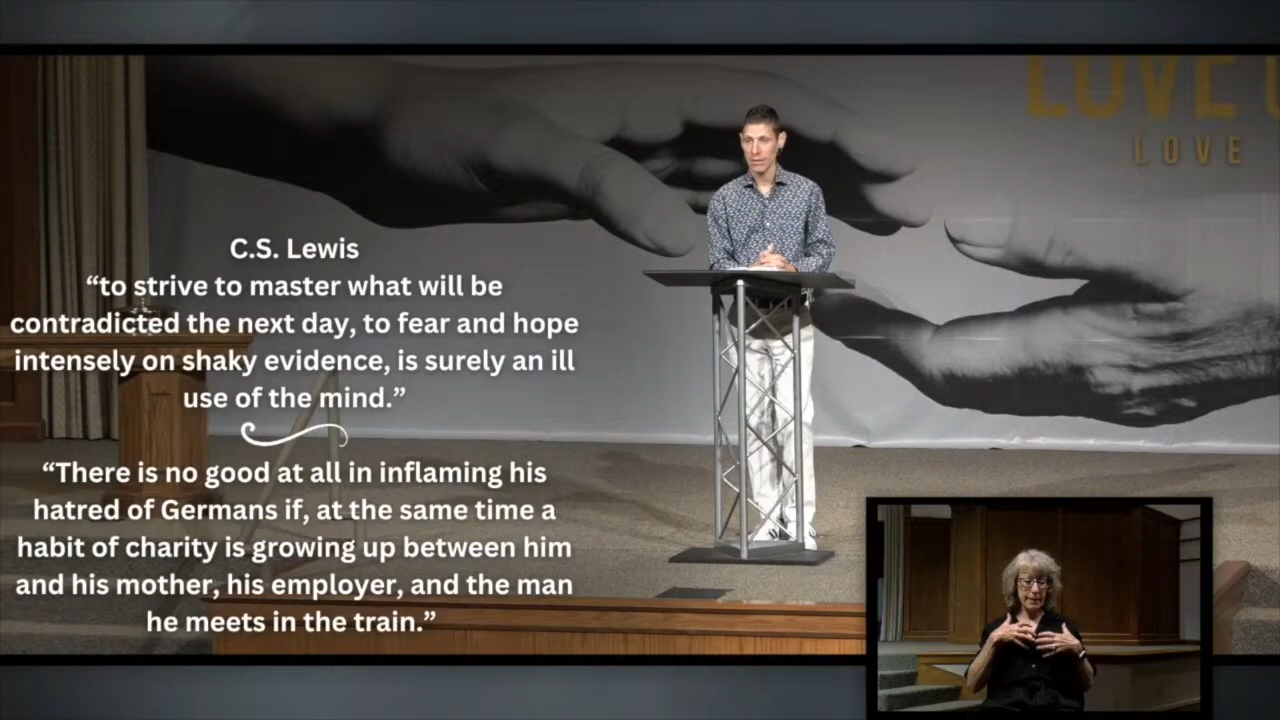 LOVE
LOVE
C.S. Lewis
“to strive to master what will be
contradicted the next day, to fear and hope
intensely on shaky evidence, is surely an ill
use of the mind.”
“There is no good at all in inflaming his
hatred of Germans if, at the same time a
habit of charity is growing up between him
and his mother, his employer, and the man
he meets in the train.”